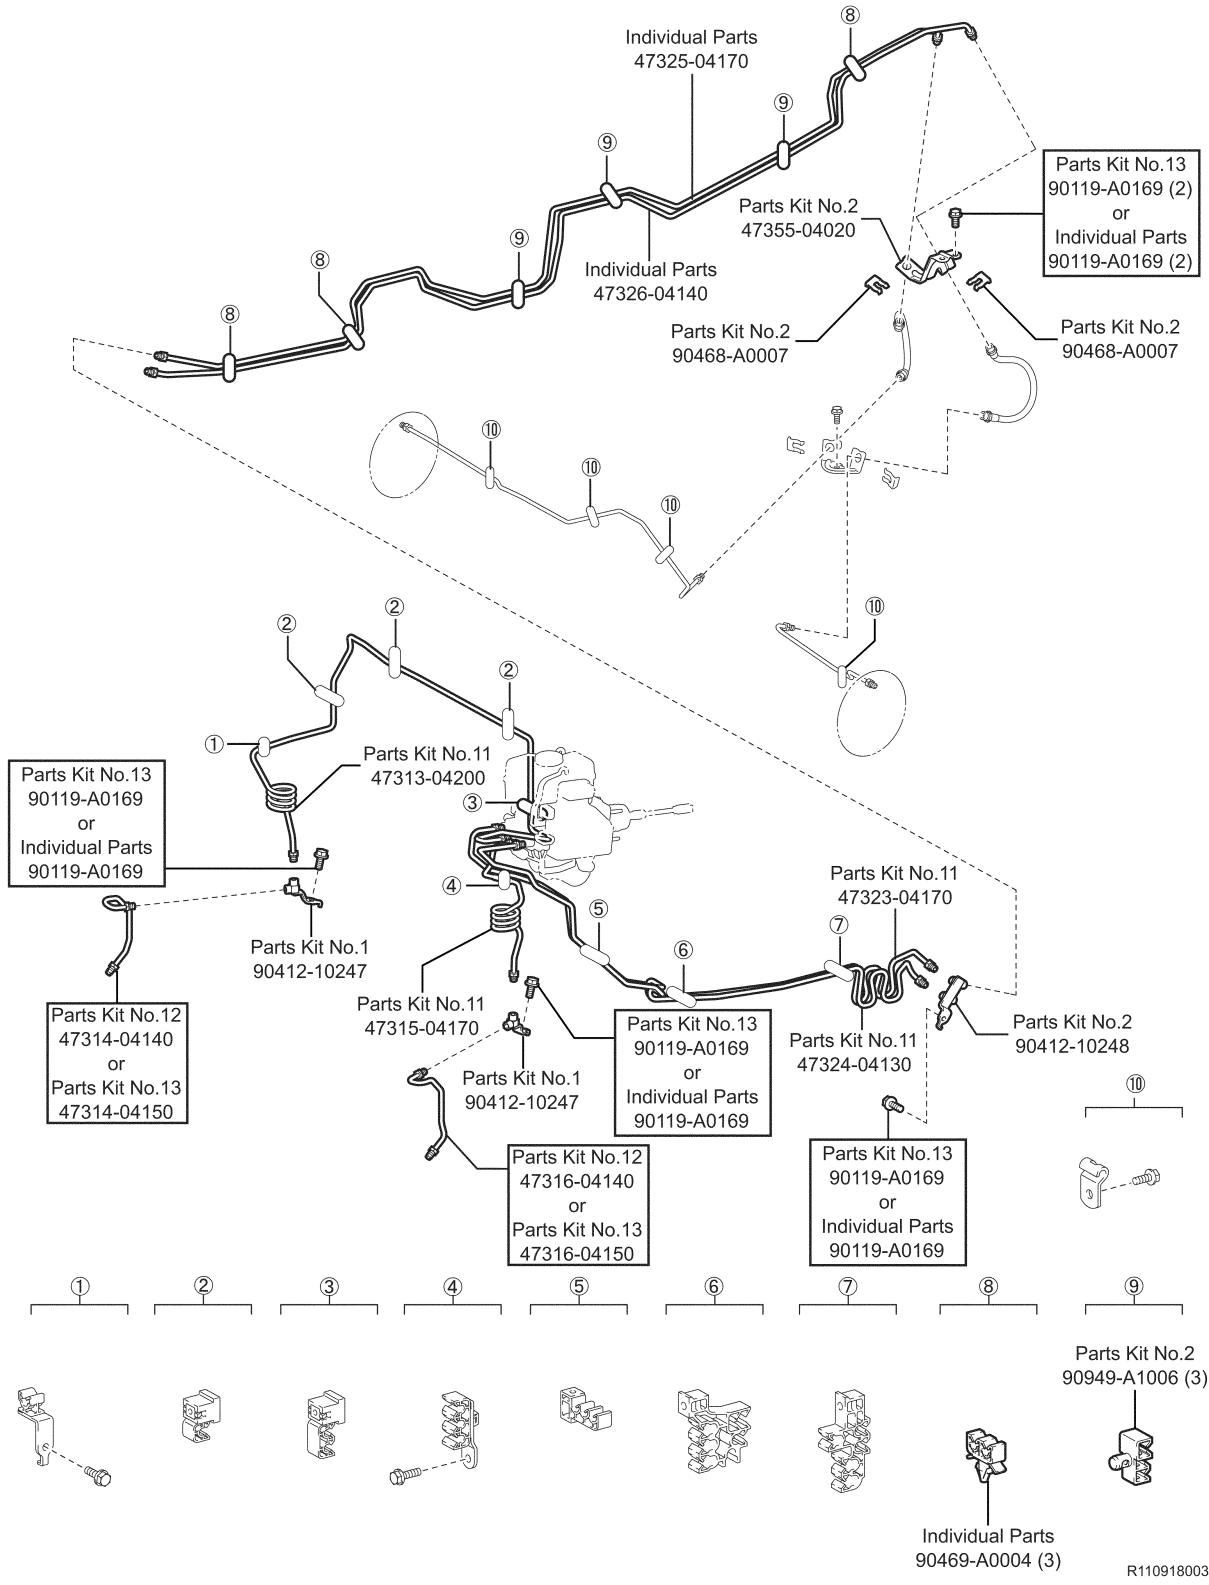 ⑧
Individual Parts
47325-04170
⑨
⑨
Parts Kit No.13
90119-A0169 (2)
or
Individual Parts
90119-A0169 (2)
Parts Kit No.2
47355-04020
⑨
⑧
Individual Parts
47326-04140
⑧
Parts Kit No.2
90468-A0007
Parts Kit No.2
90468-A0007
⑩
⑩
⑩
⑩
②
②
②
①
Parts Kit No.11
47313-04200
Parts Kit No.13
90119-A0169
or
Individual Parts
90119-A0169
③
④
Parts Kit No.11
47323-04170
⑤
⑦
⑥
Parts Kit No.1
90412-10247
Parts Kit No.11
47315-04170
Parts Kit No.12
47314-04140
or
Parts Kit No.13
47314-04150
Parts Kit No.13
90119-A0169
or
Individual Parts
90119-A0169
Parts Kit No.11
47324-04130
Parts Kit No.2
90412-10248
Parts Kit No.1
90412-10247
Parts Kit No.12
47316-04140
or
Parts Kit No.13
47316-04150
Parts Kit No.13
90119-A0169
or
Individual Parts
90119-A0169
⑩
①
②
③
④
⑤
⑥
⑦
⑧
⑨
Parts Kit No.2
90949-A1006 (3)
Individual Parts
90469-A0004 (3)
R110918003